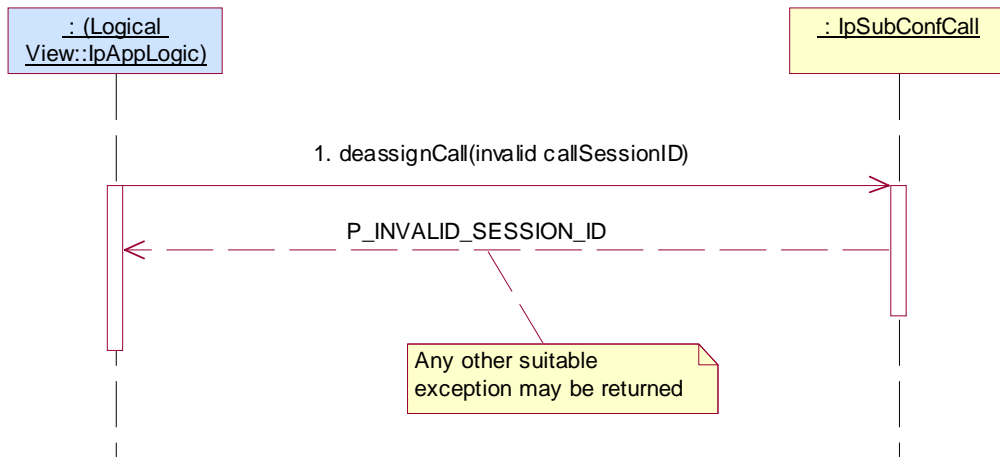 : (Logical
View::IpAppLogic)
: IpSubConfCall
1. deassignCall(invalid callSessionID)
P_INVALID_SESSION_ID
Any other suitable
exception may be returned